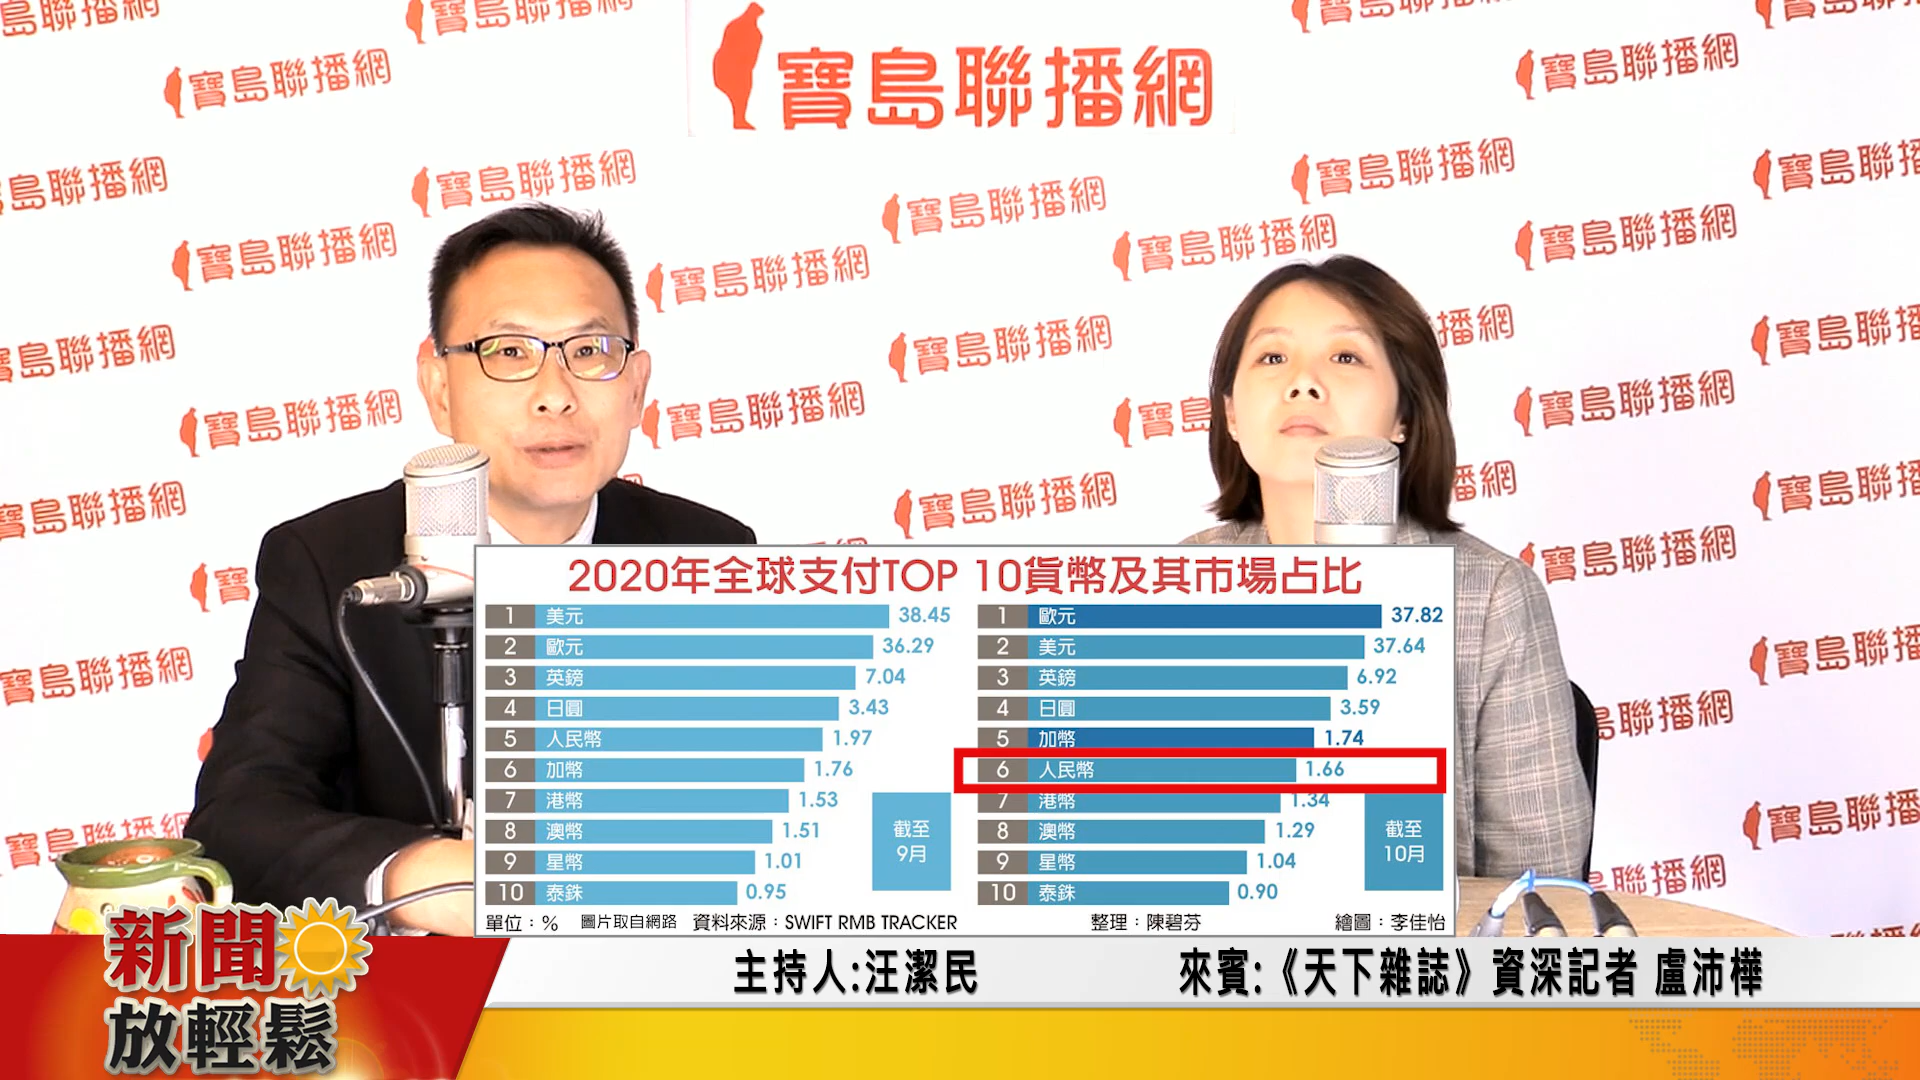 寶島聯播網
2020年全球支付TOP 10貨幣及其市場占比
1 美元 38.45
2 歐元 36.29
3 英鎊 7.04
4 日圓 3.43
5 人民幣 1.97
6 加幣 1.76
7 港幣 1.53
8 澳幣 1.51
9 星幣 1.01
10 泰銖 0.95
截至
9月
1 歐元 37.82
2 美元 37.64
3 英鎊 6.92
4 日圓 3.59
5 加幣 1.74
6 人民幣 1.66
7 港幣 1.34
8 澳幣 1.29
9 星幣 1.04
10 泰銖 0.90
截至
10月
單位：% 圖片取自網路 資料來源：SWIFT RMB TRACKER 整理：陳碧芬 繪圖：李佳怡
新聞
放輕鬆
主持人:汪潔民 來賓:《天下雜誌》資深記者 盧沛樺